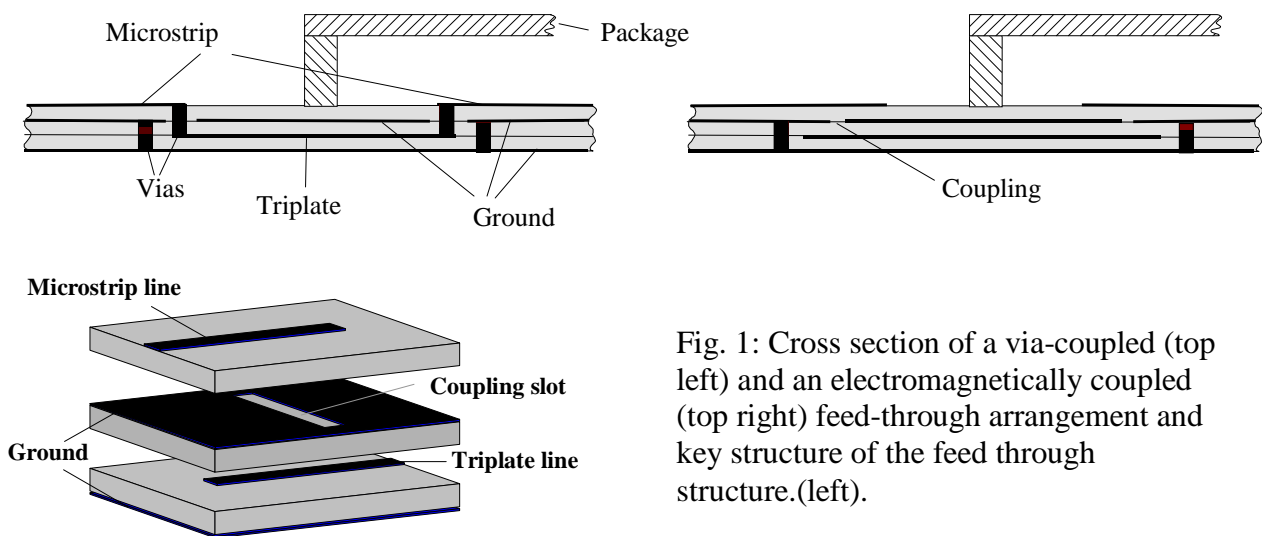 Microstrip
Package
Vias
Triplate
Ground
Coupling
Microstrip line
Coupling slot
Ground
Triplate line
Fig. 1: Cross section of a via-coupled (top
left) and an electromagnetically coupled
(top right) feed-through arrangement and
key structure of the feed through
structure.(left).